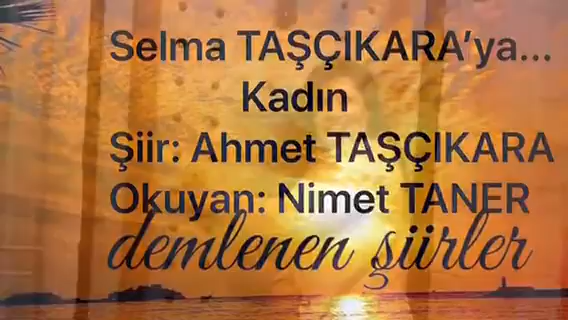 Selma TAŞÇIKARA’ya...
Kadın
Şiir: Ahmet TAŞÇIKARA
Okuyan: Nimet TANER
demlenen şiirler